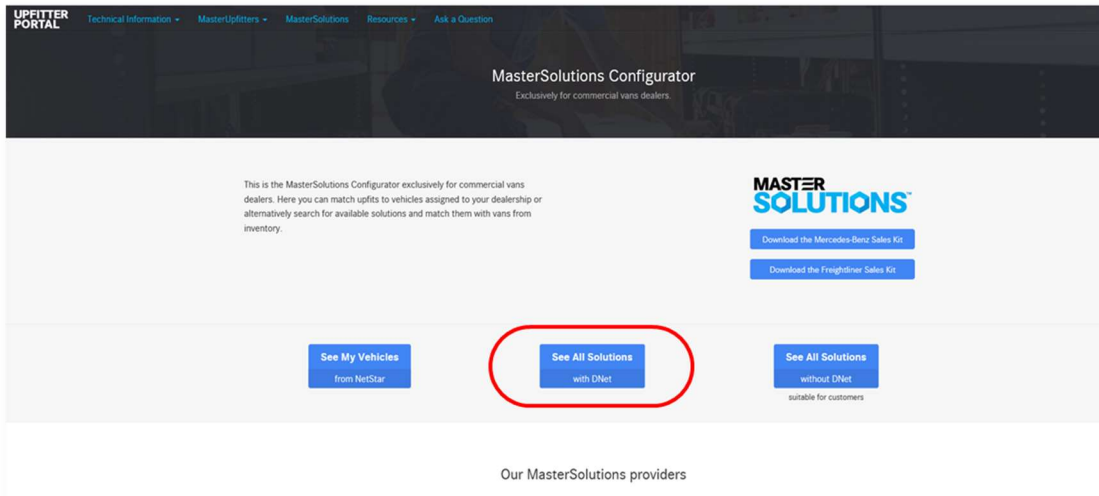 UPFITTER
PORTAL
Technical Information
MasterUpfitters
MasterSolutions
Resources
Ask a Question
MasterSolutions Configurator
Exclusively for commercial vans dealers.
This is the MasterSolutions Configurator exclusively for commercial vans
dealers. Here you can match upfits to vehicles assigned to your dealership or
alternatively search for available solutions and match them with vans from
inventory.
MASTER
SOLUTIONS™
Download the Mercedes-Benz Sales Kit
Download the Freightliner Sales Kit
See My Vehicles
from NetStar
See All Solutions
with DNet
See All Solutions
without DNet
suitable for customers
Our MasterSolutions providers